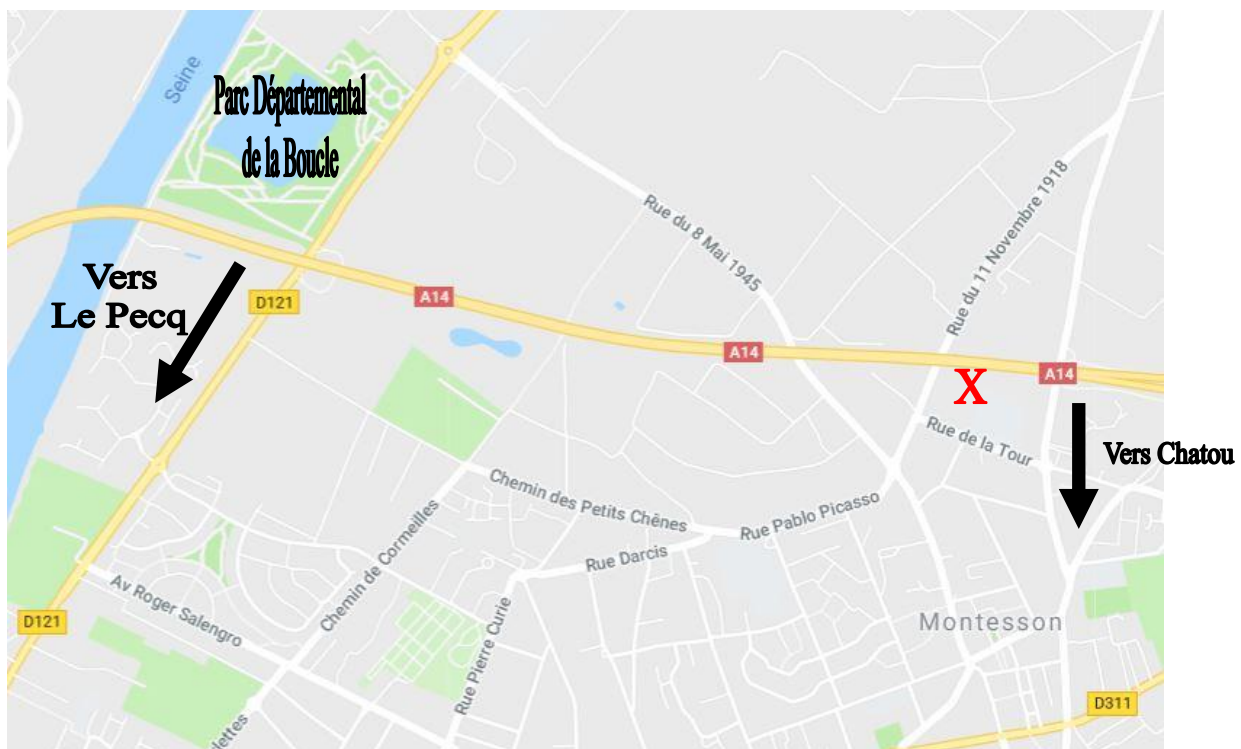 Seine
Parc Départemental
de la Boucle
Rue du 8 Mai 1945
Rue du 11 Novembre 1918
Vers
Le Pecq
D121
A14
A14
X
A14
Rue de la Tour
Vers Chatou
Chemin des Petits Chênes
Rue Pablo Picasso
Chemin de Cormeilles
Rue Darcis
Av Roger Salengro
Rue Pierre Curie
D121
Montesson
D311
lettes